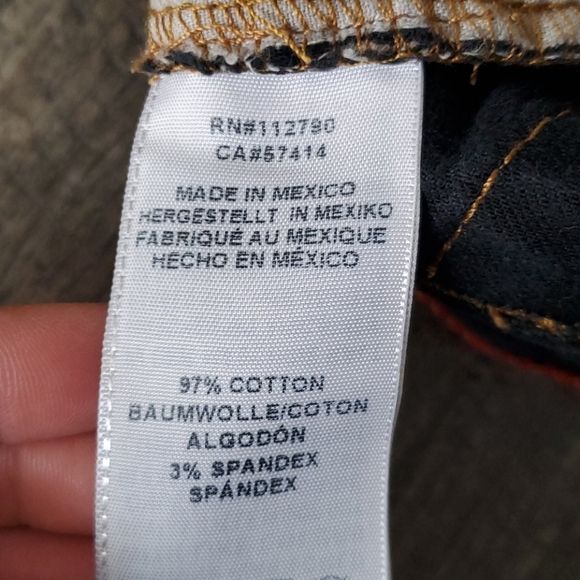 RN#112790
CA#57414
MADE IN MEXICO
HERGESTELLT IN MEXIKO
FABRIQUÉ AU MEXIQUE
HECHO EN MÉXICO
97% COTTON
BAUMWOLLE/COTON
ALGODÓN
3% SPANDEX
SPÁNDEX